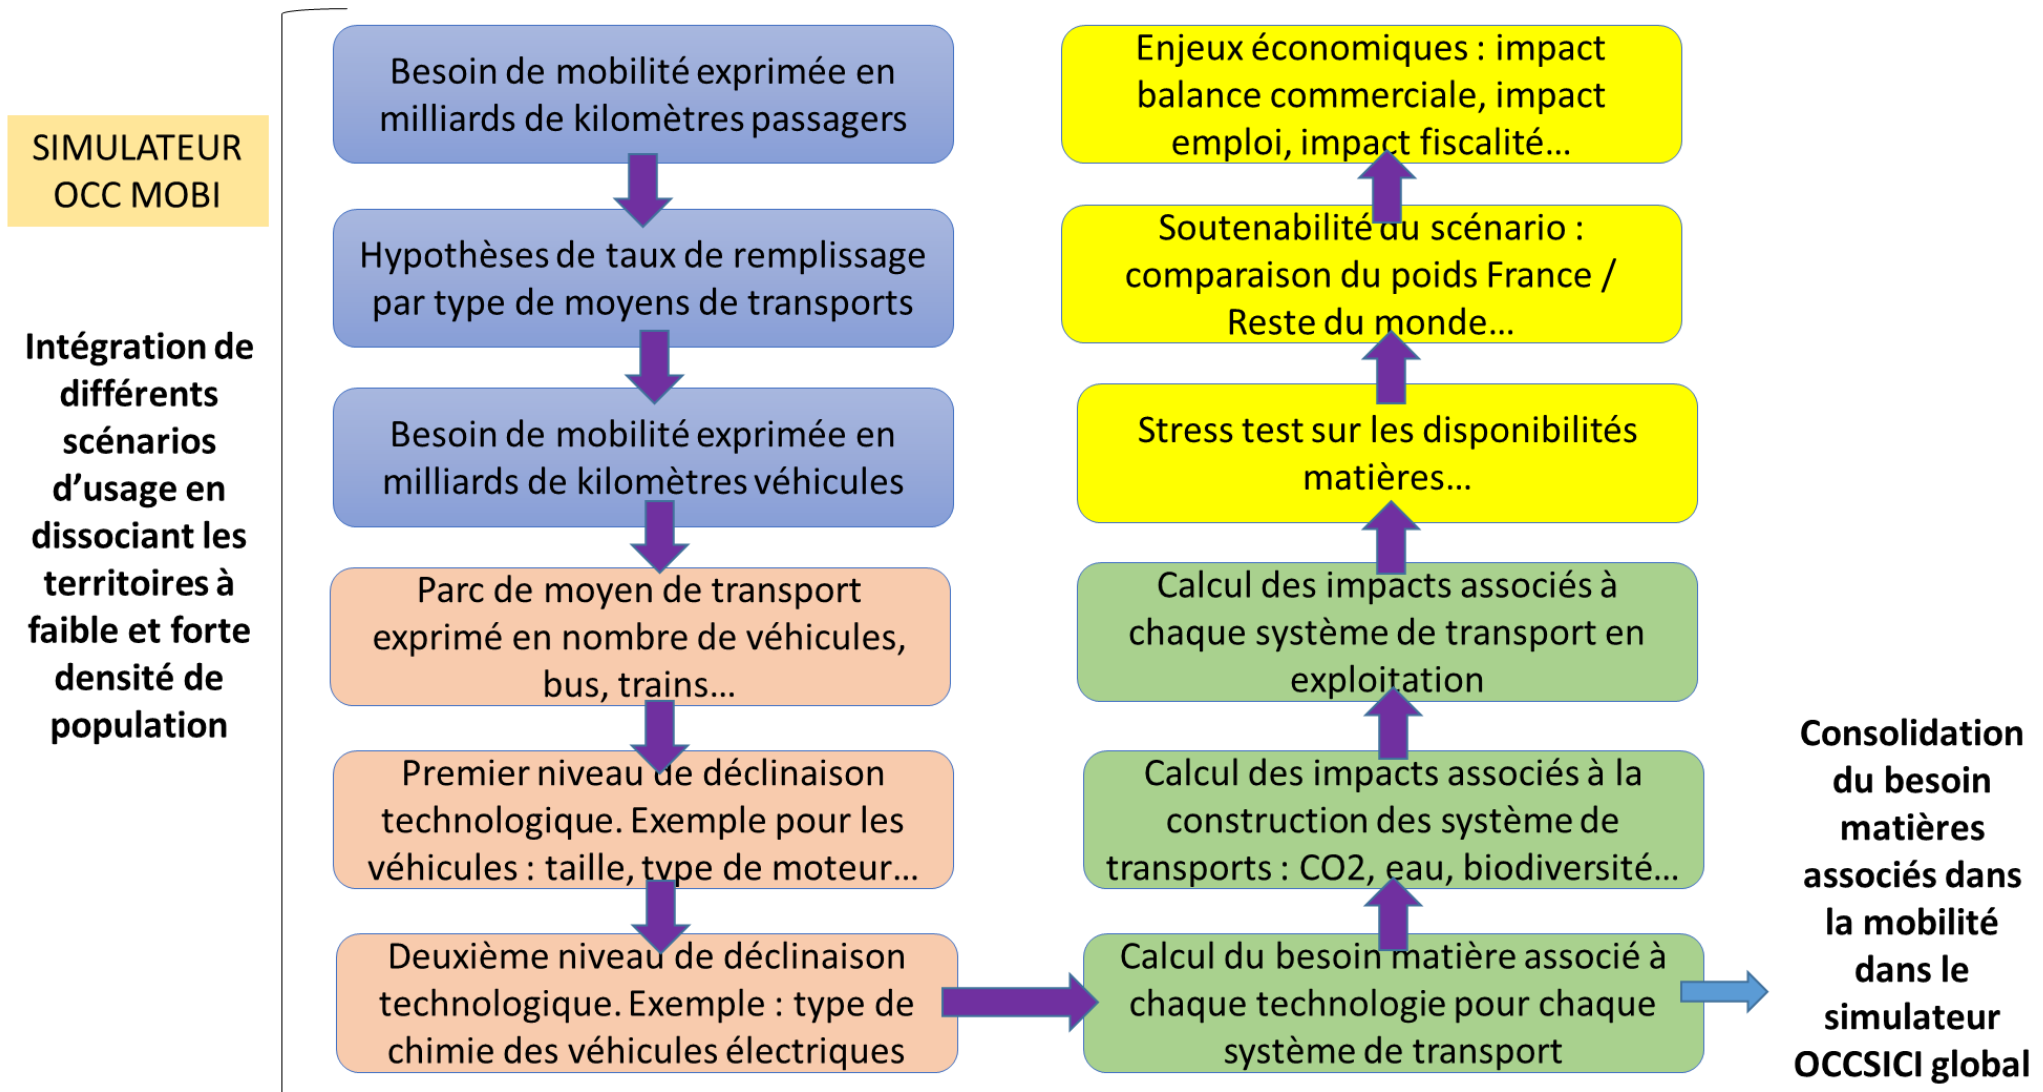 SIMULATEUR
OCC MOBI
Intégration de
différents
scénarios
d’usage en
dissociant les
territoires à
faible et forte
densité de
population
Besoin de mobilité exprimée en
milliards de kilomètres passagers
Hypothèses de taux de remplissage
par type de moyens de transports
Besoin de mobilité exprimée en
milliards de kilomètres véhicules
Parc de moyen de transport
exprimé en nombre de véhicules,
bus, trains…
Premier niveau de déclinaison
technologique. Exemple pour les
véhicules : taille, type de moteur…
Deuxième niveau de déclinaison
technologique. Exemple : type de
chimie des véhicules électriques
Enjeux économiques : impact
balance commerciale, impact
emploi, impact fiscalité…
Soutenabilité du scénario :
comparaison du poids France /
Reste du monde…
Stress test sur les disponibilités
matières…
Calcul des impacts associés à
chaque système de transport en
exploitation
Calcul des impacts associés à la
construction des système de
transports : CO2, eau, biodiversité…
Calcul du besoin matière associé à
chaque technologie pour chaque
système de transport
Consolidation
du besoin
matières
associés dans
la mobilité
dans le
simulateur
OCCSICI global